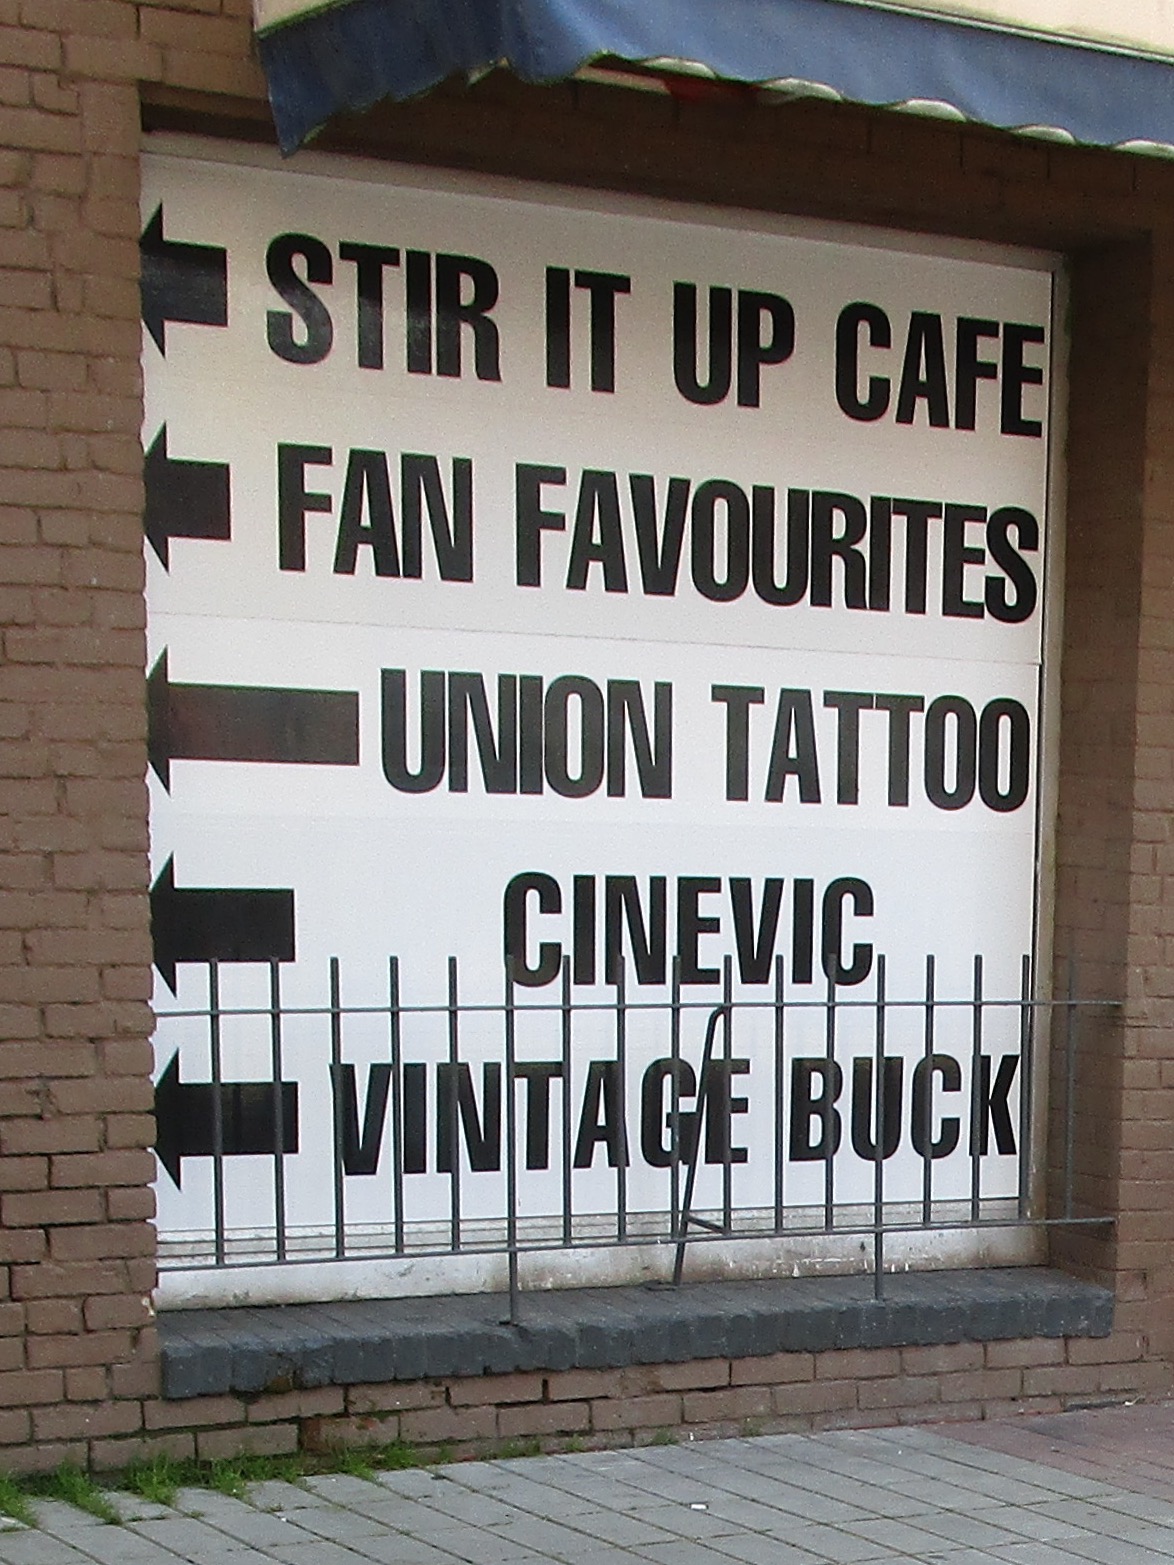 STIR IT UP CAFE
FAN FAVOURITES
UNION TATTOO
CINEVIC
VINTAGE BUCK